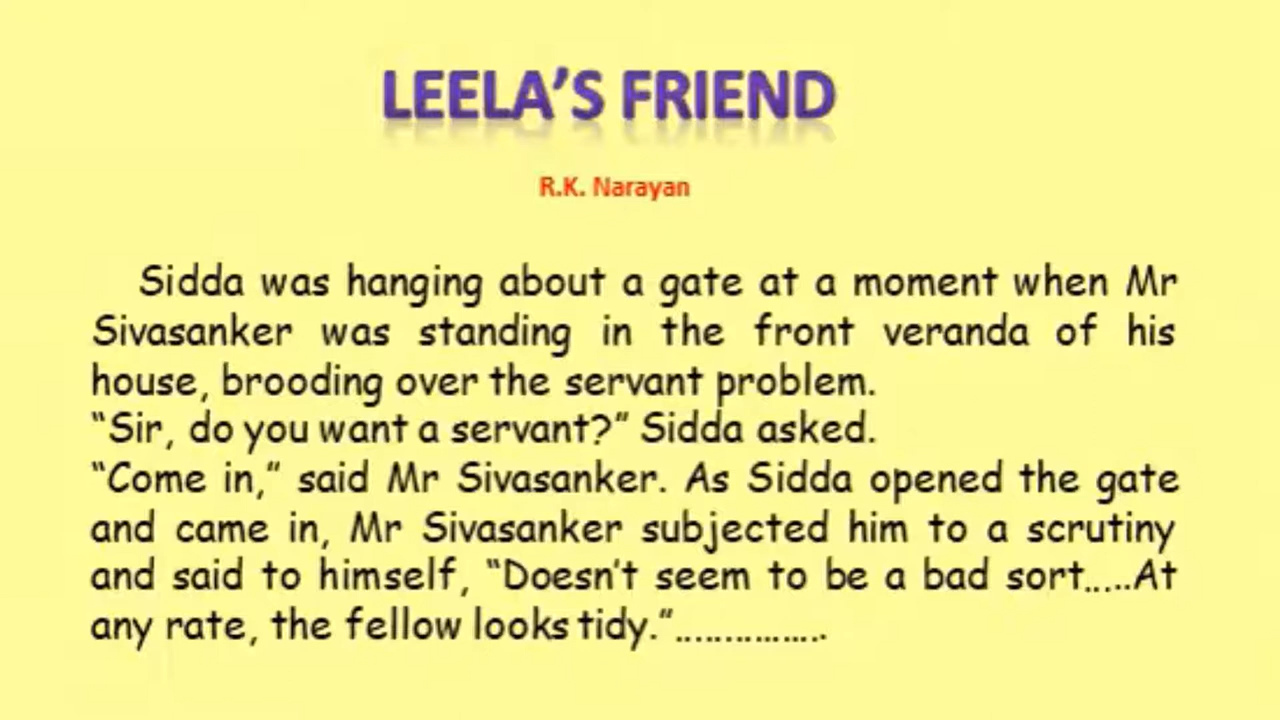 LEELA'S FRIEND
R.K. Narayan
Sidda was hanging about a gate at a moment when Mr
Sivasanker was standing in the front veranda of his
house, brooding over the servant problem.
“Sir, do you want a servant?” Sidda asked.
“Come in,” said Mr Sivasanker. As Sidda opened the gate
and came in, Mr Sivasanker subjected him to a scrutiny
and said to himself, “Doesn't seem to be a bad sort.....At
any rate, the fellow looks tidy.”...............